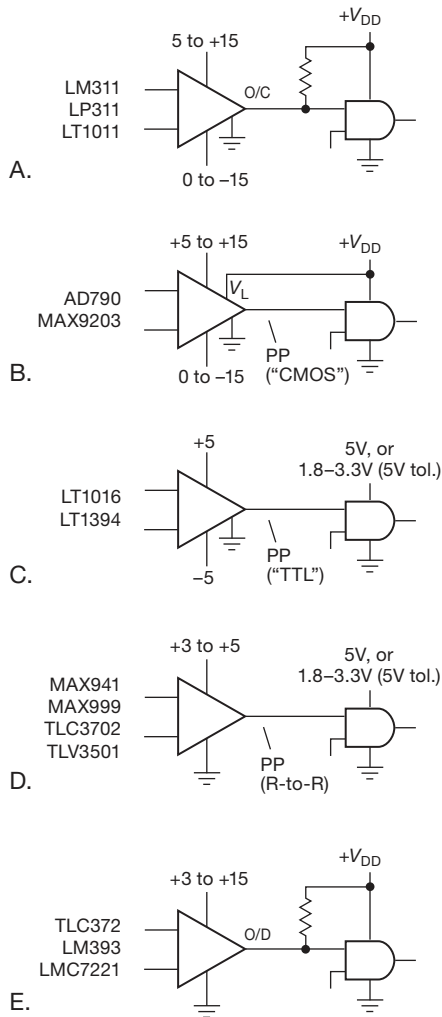 A.
5 to +15
LM311
LP311
LT1011
O/C
+VDD
0 to –15
B.
+5 to +15
AD790
MAX9203
VL
+VDD
PP
(“CMOS”)
0 to –15
C.
+5
LT1016
LT1394
5V, or
1.8–3.3V (5V tol.)
PP
(“TTL”)
–5
D.
+3 to +5
MAX941
MAX999
TLC3702
TLV3501
5V, or
1.8–3.3V (5V tol.)
PP
(R-to-R)
E.
+3 to +15
TLC372
LM393
LMC7221
O/D
+VDD